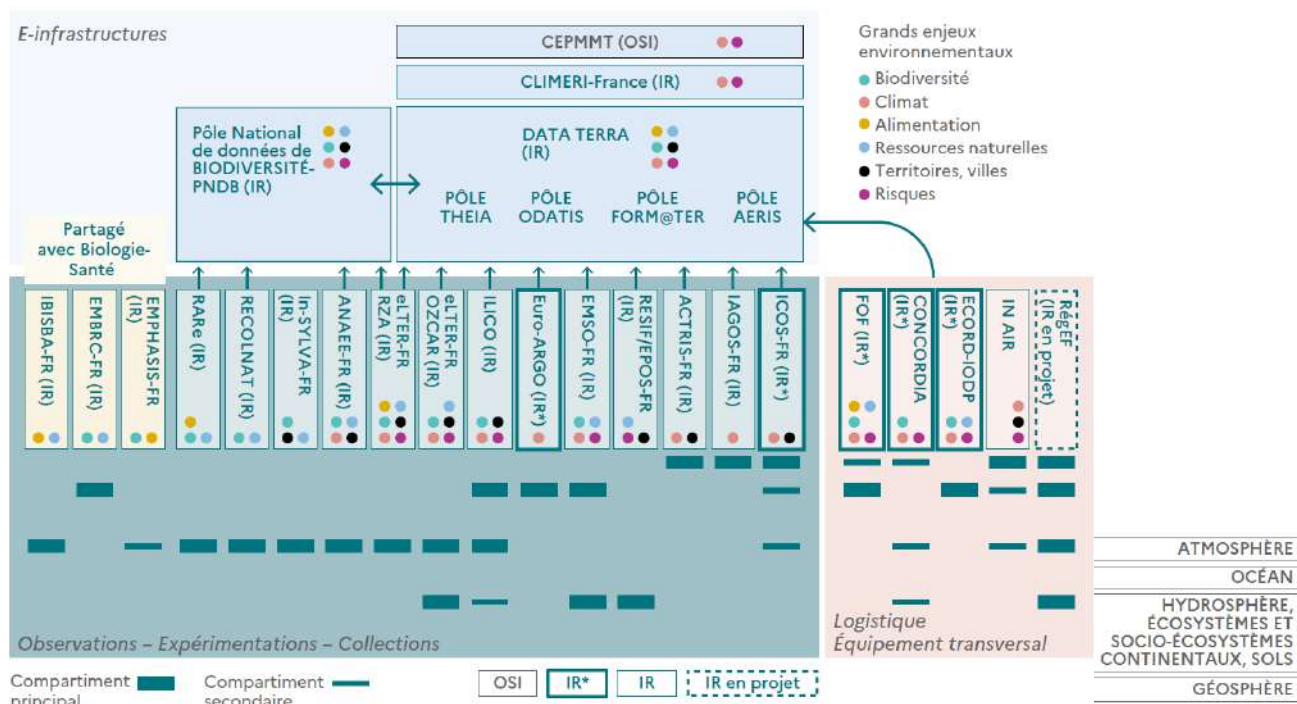 E-infrastructures
CEPMMT (OSI)
CLIMERI-France (IR)
Pôle National
de données de
BIODIVERSITÉ-
PNDB (IR)
DATA TERRA
(IR)
PÔLE
THEIA
PÔLE
ODATIS
PÔLE
FORM@TER
PÔLE
AERIS
Grands enjeux
environnementaux
Biodiversité
Climat
Alimentation
Ressources naturelles
Territoires, villes
Risques
Partagé
avec Biologie-
Santé
IBISBA-FR (IR)
EMBRC-FR (IR)
EMPHASIS-FR
(IR)
RARe (IR)
RECOLNAT (IR)
In-SYLVA-FR
(IR)
ANAEE-FR (IR)
eLTER-FR
RZA (IR)
eLTER-FR
OZCAR (IR)
ILICO (IR)
Euro-ARGO (IR*)
EMSO-FR (IR)
RESIF/EPOS-FR
(IR)
ACTRIS-FR (IR)
IAGOS-FR (IR)
ICOS-FR (IR*)
FOF (IR*)
CONCORDIA
(IR*)
ECORD-IODP
(IR*)
IN AIR
RégEF
(IR en projet)
ATMOSPHÈRE
OCÉAN
HYDROSPHÈRE,
ÉCOSYSTÈMES ET
SOCIO-ÉCOSYSTÈMES
CONTINENTAUX, SOLS
GÉOSPHÈRE
Observations – Expérimentations – Collections
Logistique
Équipement transversal
Compartiment
principal
Compartiment
secondaire
OSI
IR*
IR
IR en projet